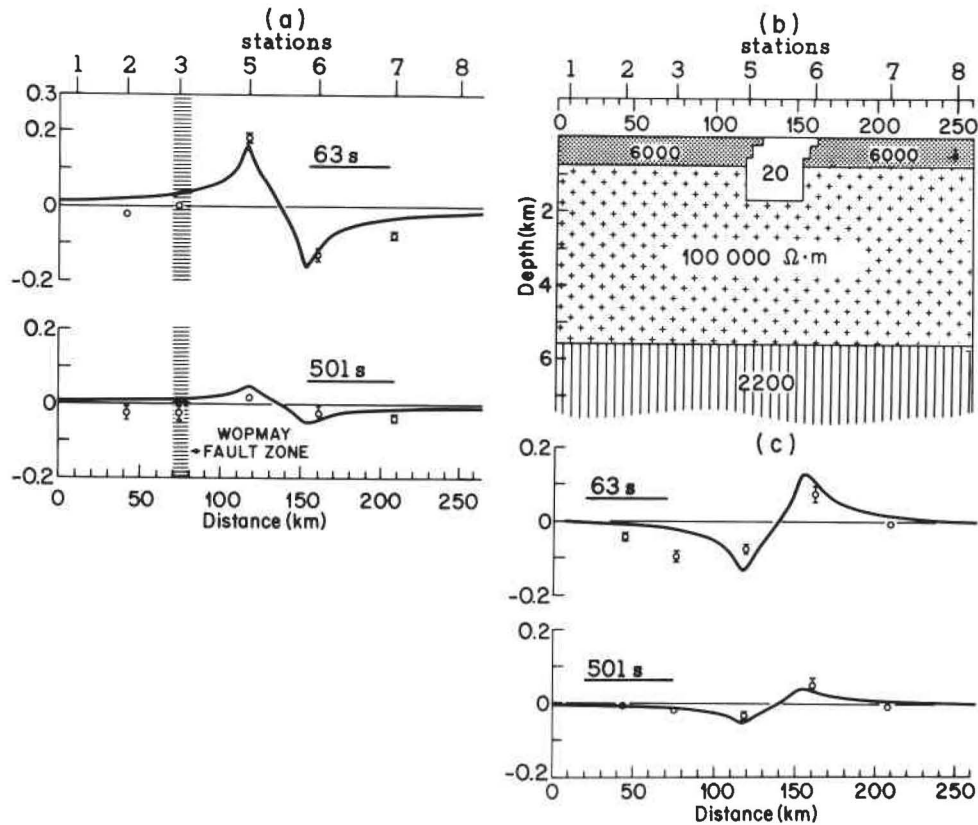 (a)
stations
1 2 3 5 6 7 8
0.3
0.2
63 s
0
-0.2
0.2
501 s
0
WOPMAY
FAULT ZONE
-0.2
0 50 100 150 200 250
Distance (km)
(b)
stations
1 2 3 5 6 7 8
0 50 100 150 200 250
6000 20 6000
2
100 000 Ω·m
4
Depth (km)
6
2200
(c)
0.2
63 s
0
-0.2
0.2
501 s
0
-0.2
0 50 100 150 200 250
Distance (km)